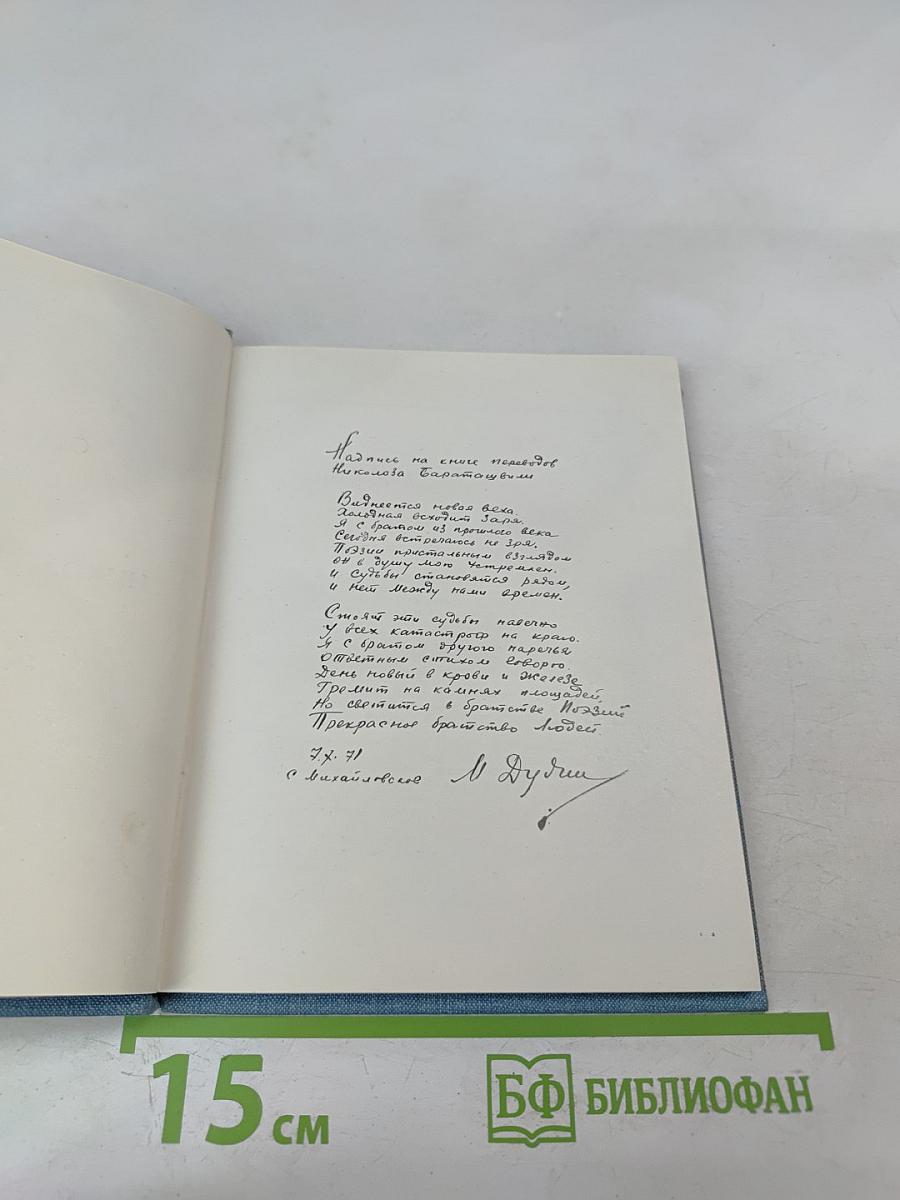 Надпись на книге переводов
Николоза Бараташвили
Виднеется новая веха.
Холодная восходит заря.
Я с братом из прошлого века
Сегодня встречаюсь не зря.
Поэзии пристальным взглядом
он в душу мою устремлен.
и судьбы становятся рядом,
и нет между нами времен.
Стоят эти судьбы навечно
У всех катастроф на краю.
Я с братом другого наречья
Ответным стихом говорю.
День новый в крови и железе
Гремит на камнях площадей,
Но светится в братстве Поэзии
Прекрасное братство Людей.
7.X.71
с Михайловское М Дудин
15 см
БФ БИБЛИОФАН